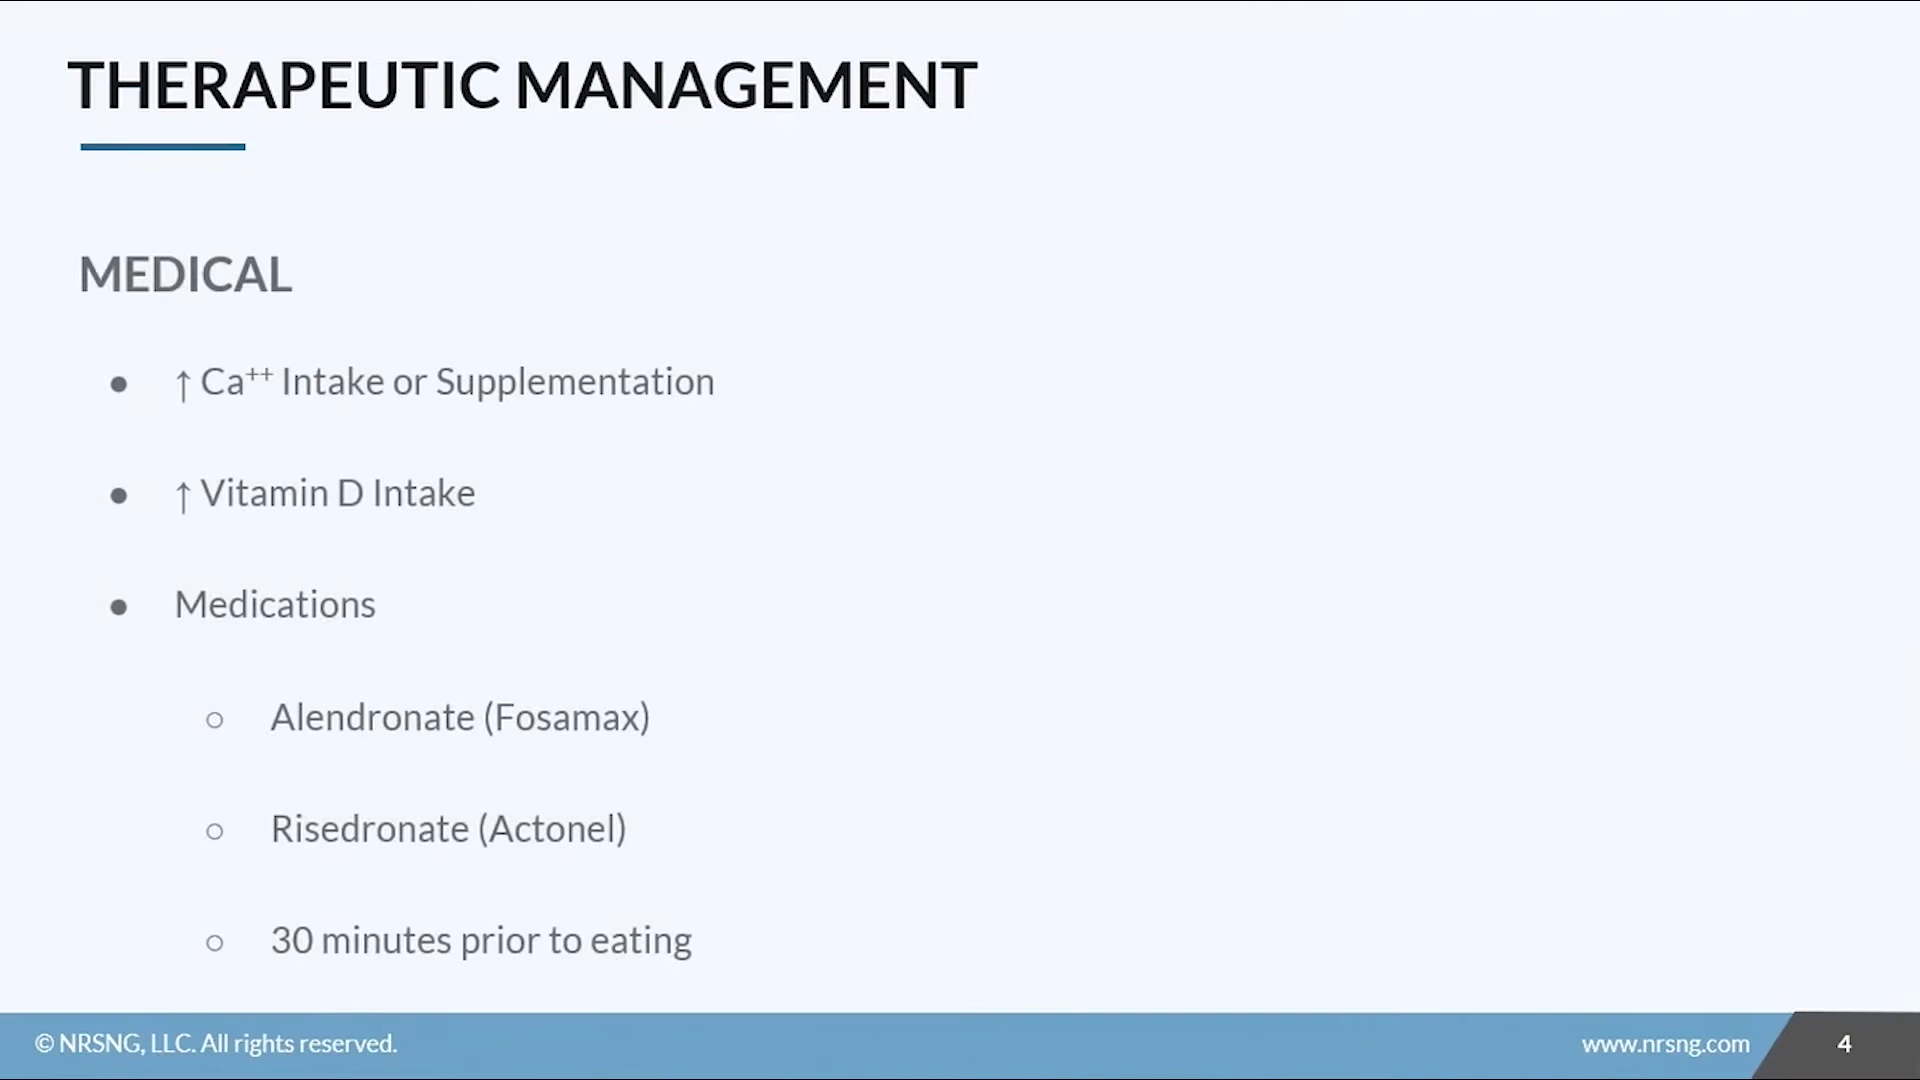 THERAPEUTIC MANAGEMENT
MEDICAL
● ↑ Ca⁺⁺ Intake or Supplementation
● ↑ Vitamin D Intake
● Medications
○ Alendronate (Fosamax)
○ Risedronate (Actonel)
○ 30 minutes prior to eating
© NRSNG, LLC. All rights reserved.
www.nrsng.com
4